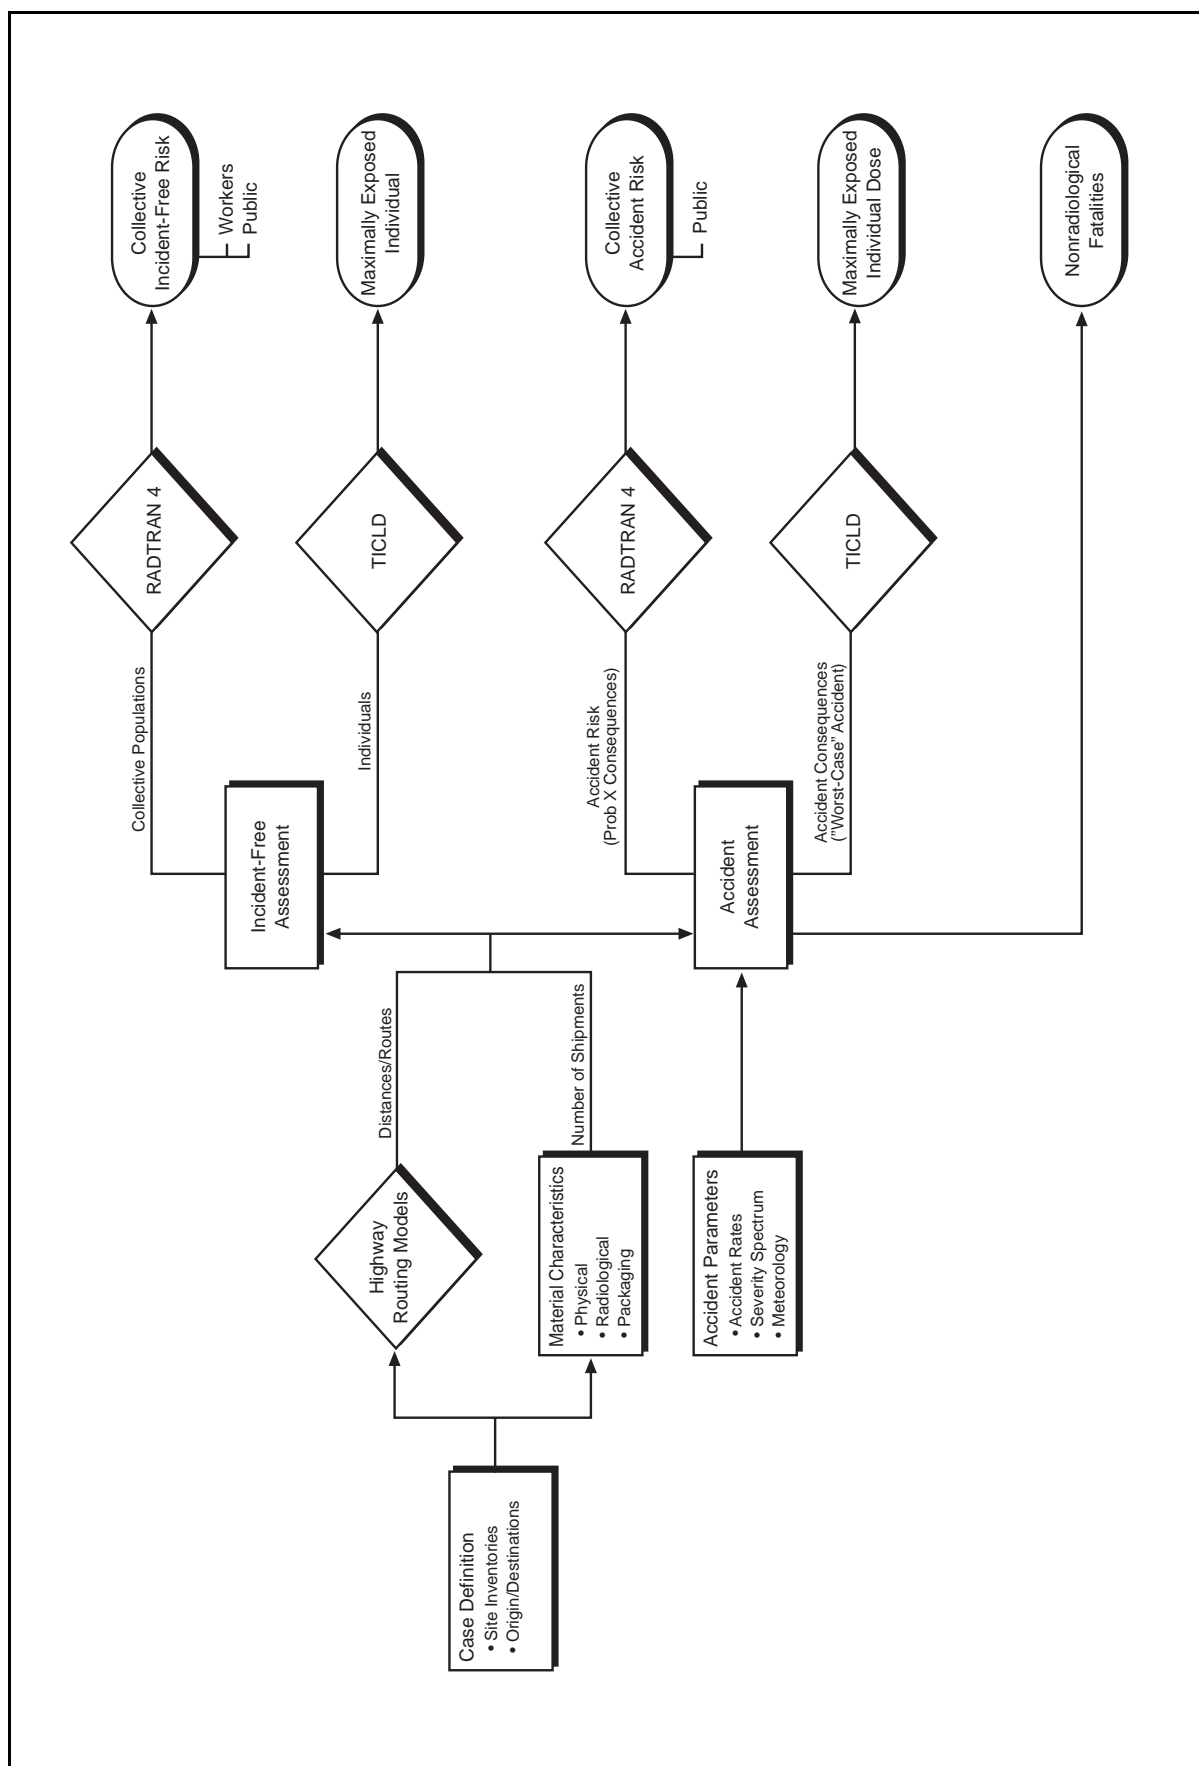 Case Definition
• Site Inventories
• Origin/Destinations
Highway
Routing Models
Material Characteristics
• Physical
• Radiological
• Packaging
Accident Parameters
• Accident Rates
• Severity Spectrum
• Meteorology
Distances/Routes
Number of Shipments
Incident-Free
Assessment
Accident
Assessment
Collective Populations
Individuals
Accident Risk
(Prob X Consequences)
Accident Consequences
("Worst-Case" Accident)
RADTRAN 4
TICLD
RADTRAN 4
TICLD
Collective
Incident-Free Risk
Workers
Public
Maximally Exposed
Individual
Collective
Accident Risk
Public
Maximally Exposed
Individual Dose
Nonradiological
Fatalities